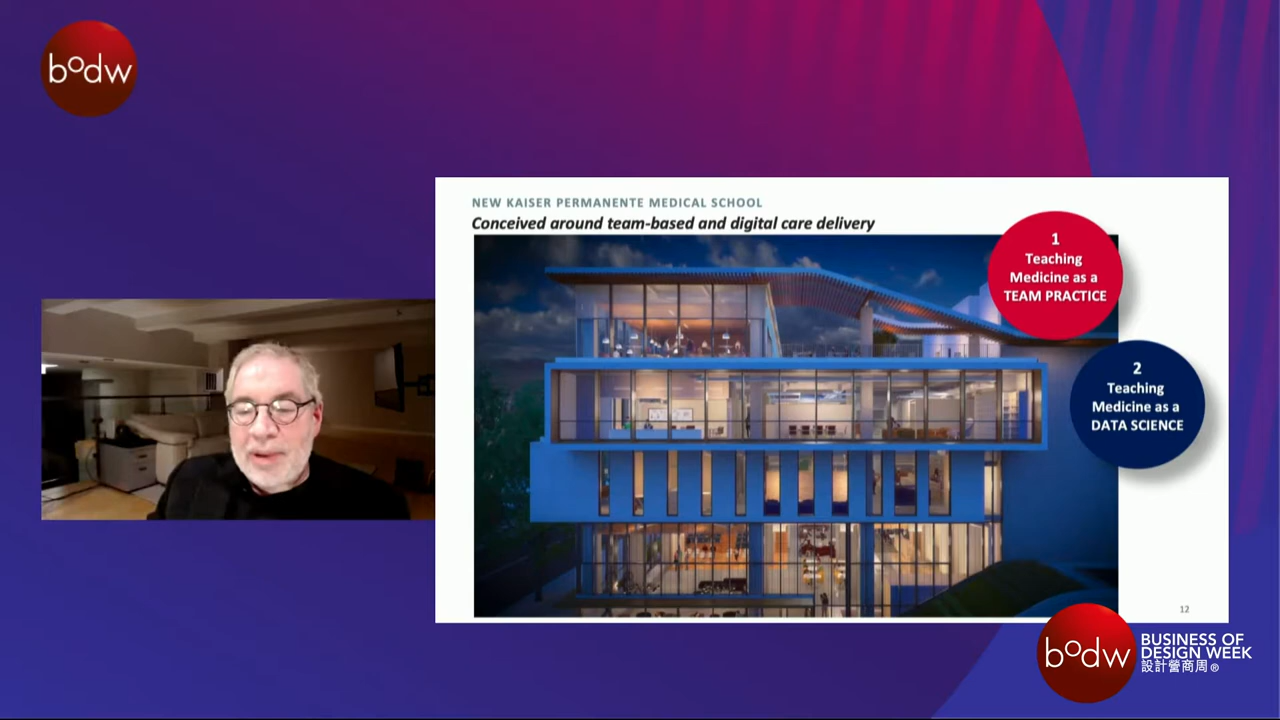 bodw
NEW KAISER PERMANENTE MEDICAL SCHOOL
Conceived around team-based and digital care delivery
1
Teaching
Medicine as a
TEAM PRACTICE
2
Teaching
Medicine as a
DATA SCIENCE
12
bodw
BUSINESS OF
DESIGN WEEK
設計營商周®